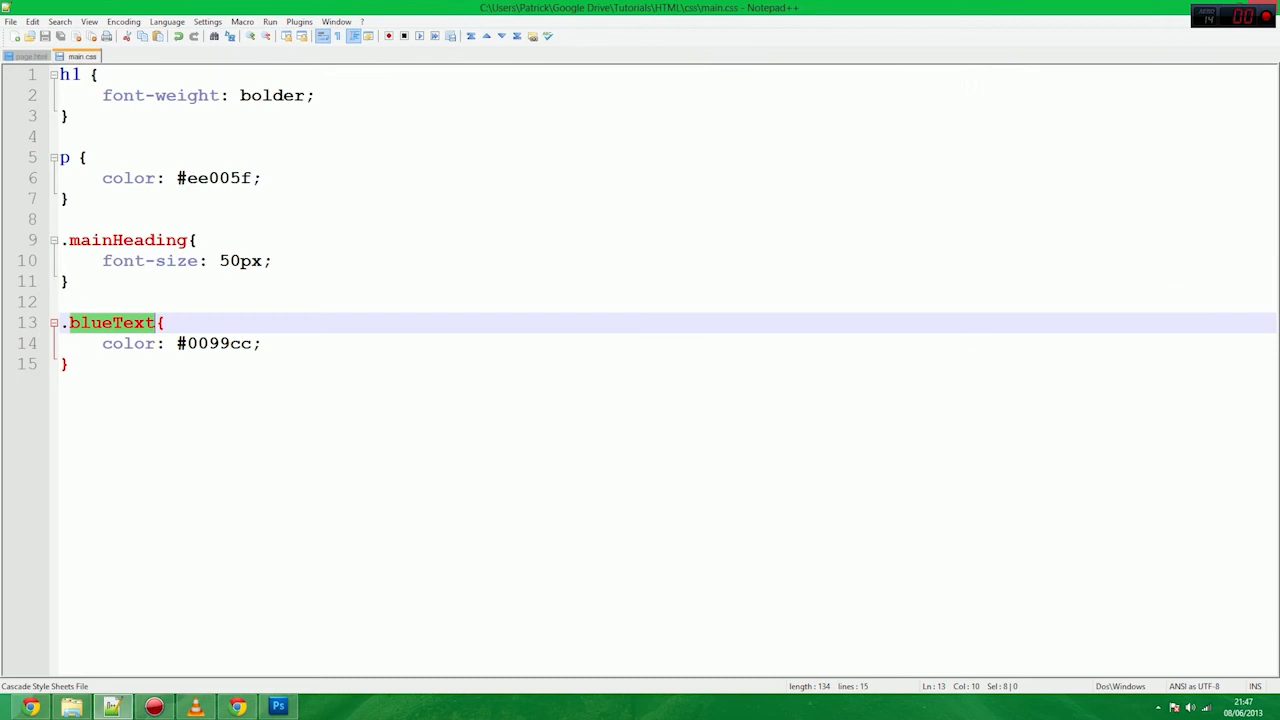 C:\Users\Patrick\Google Drive\Tutorials\HTML\css\main.css - Notepad++
File Edit Search View Encoding Language Settings Macro Run Plugins Window ?
page.html main.css
1 h1 {
2 font-weight: bolder;
3 }
4
5 p {
6 color: #ee005f;
7 }
8
9 .mainHeading{
10 font-size: 50px;
11 }
12
13 .blueText{
14 color: #0099cc;
15 }
Cascade Style Sheets File length : 134 lines : 15 Ln : 13 Col : 10 Sel : 8 | 0 Dos\Windows ANSI as UTF-8 INS
Ps 21:47
08/06/2013